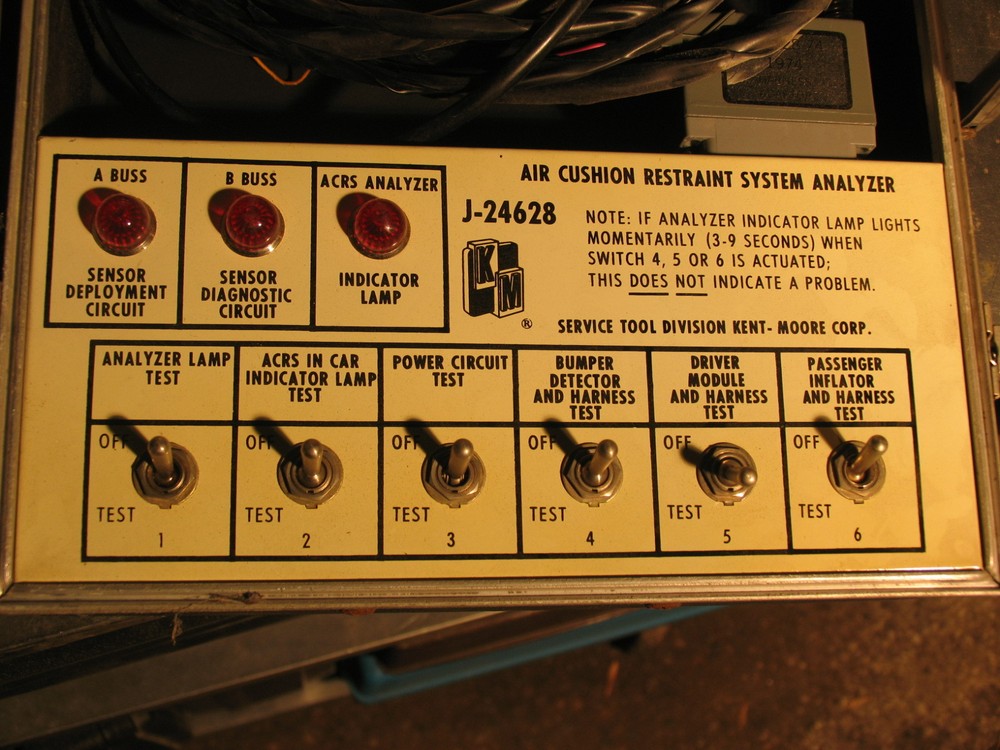 1974
A BUSS
SENSOR
DEPLOYMENT
CIRCUIT
B BUSS
SENSOR
DIAGNOSTIC
CIRCUIT
ACRS ANALYZER
INDICATOR
LAMP
AIR CUSHION RESTRAINT SYSTEM ANALYZER
J-24628
KM
®
NOTE: IF ANALYZER INDICATOR LAMP LIGHTS
MOMENTARILY (3-9 SECONDS) WHEN
SWITCH 4, 5 OR 6 IS ACTUATED;
THIS DOES NOT INDICATE A PROBLEM.
SERVICE TOOL DIVISION KENT-MOORE CORP.
ANALYZER LAMP
TEST
OFF
TEST
1
ACRS IN CAR
INDICATOR LAMP
TEST
OFF
TEST
2
POWER CIRCUIT
TEST
OFF
TEST
3
BUMPER
DETECTOR
AND HARNESS
TEST
OFF
TEST
4
DRIVER
MODULE
AND HARNESS
TEST
OFF
TEST
5
PASSENGER
INFLATOR
AND HARNESS
TEST
OFF
TEST
6